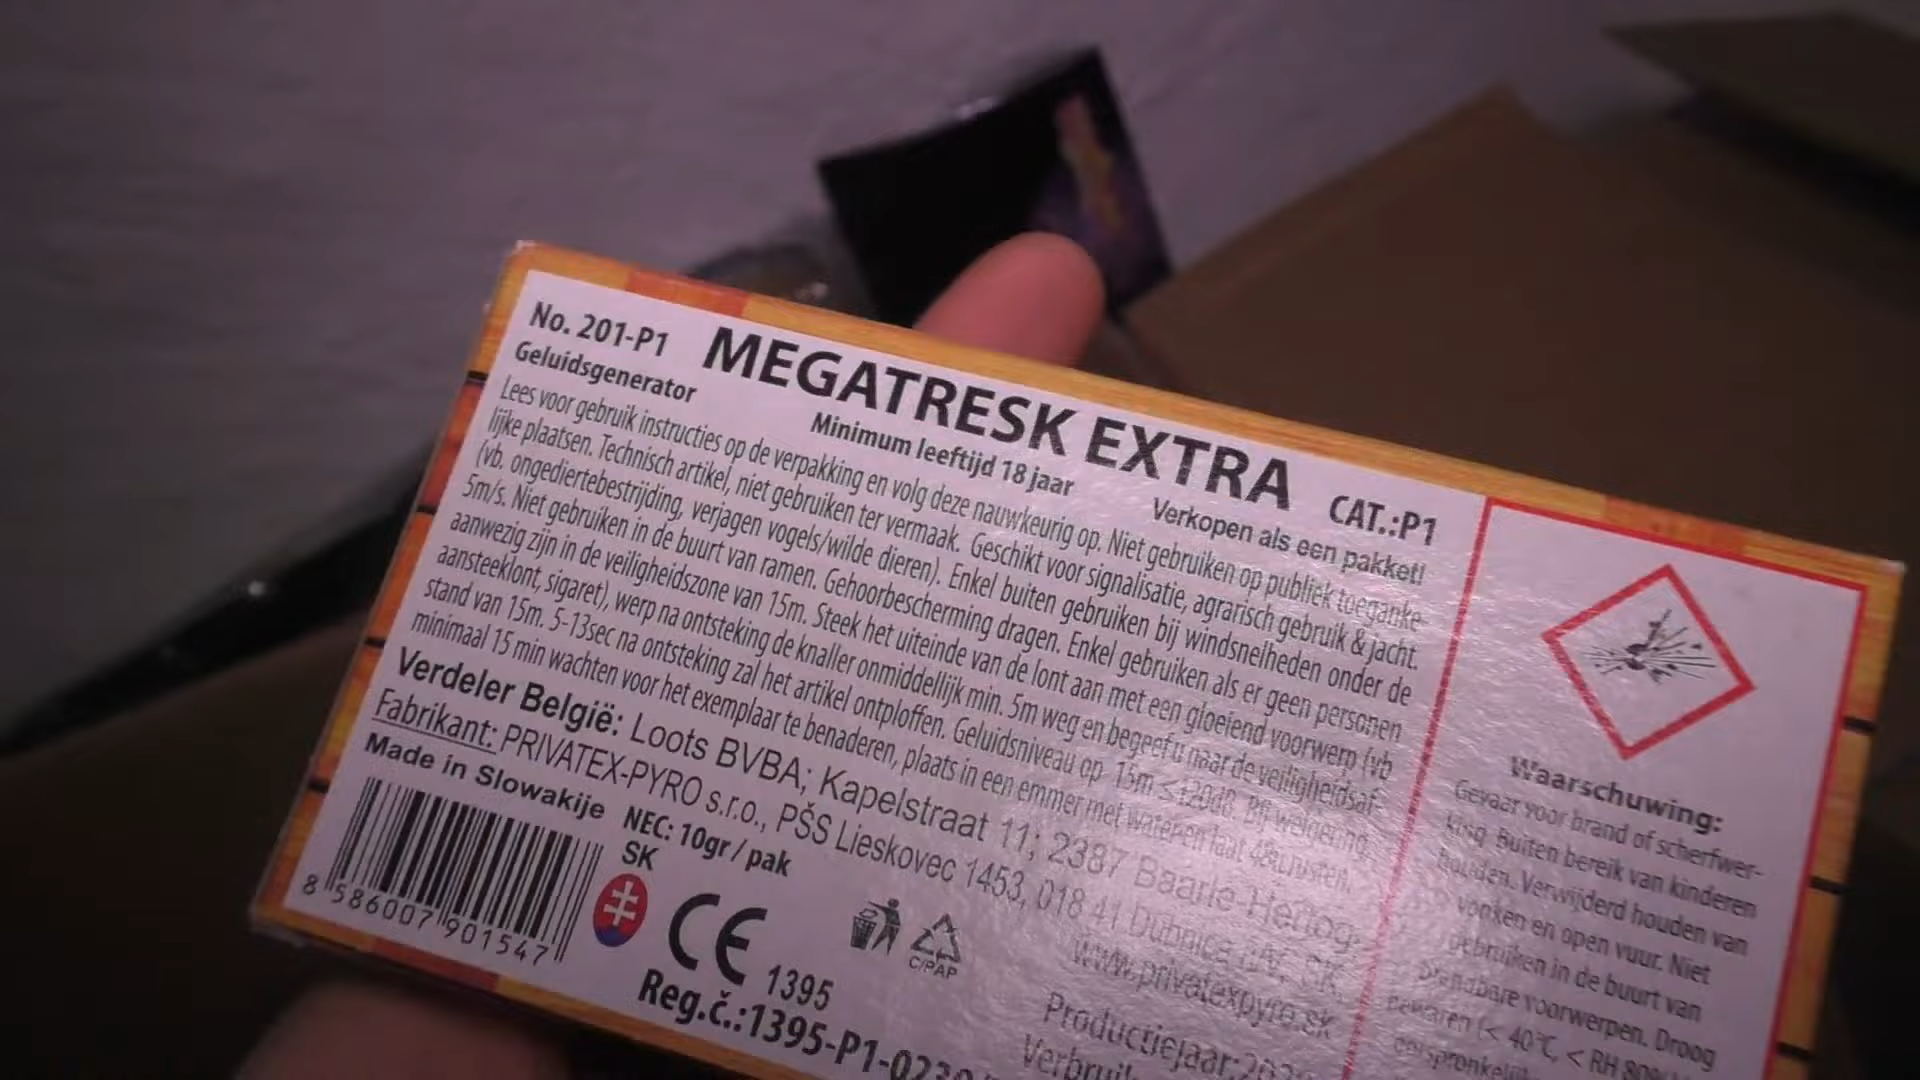 No. 201-P1 MEGATRESK EXTRA CAT.:P1
Geluidsgenerator Minimum leeftijd 18 jaar Verkopen als een pakket!
Lees voor gebruik instructies op de verpakking en volg deze nauwkeurig op. Niet gebruiken op publiek toeganke-
lijke plaatsen. Technisch artikel, niet gebruiken ter vermaak. Geschikt voor signalisatie, agrarisch gebruik & jacht.
(vb. ongediertebestrijding, verjagen vogels/wilde dieren). Enkel buiten gebruiken bij windsnelheden onder de
5m/s. Niet gebruiken in de buurt van ramen. Gehoorbescherming dragen. Enkel gebruiken als er geen personen
aanwezig zijn in de veiligheidszone van 15m. Steek het uiteinde van de lont aan met een gloeiend voorwerp (vb
aansteeklont, sigaret), werp na ontsteking de knaller onmiddellijk min. 5m weg en begeef u naar de veiligheidsaf-
stand van 15m. 5-13sec na ontsteking zal het artikel ontploffen. Geluidsniveau op 15m ≤120dB. Bij weigering
minimaal 15 min wachten voor het exemplaar te benaderen, plaats in een emmer met water en laat 48u rusten.
Verdeler België: Loots BVBA; Kapelstraat 11; 2387 Baarle-Hertog.
Fabrikant: PRIVATEX-PYRO s.r.o., PŠS Lieskovec 1453, 018 41 Dubnica n/V., SK,
Made in Slowakije NEC: 10gr / pak www.privatexpyro.sk
SK
8 586007 901547
CE 1395
C/PAP
Reg.č.:1395-P1-0230
Productiejaar:20
Waarschuwing:
Gevaar voor brand of scherfwer-
king. Buiten bereik van kinderen
houden. Verwijderd houden van
vonken en open vuur. Niet
gebruiken in de buurt van
brandbare voorwerpen. Droog
bewaren (< 40°C, < RH 80%